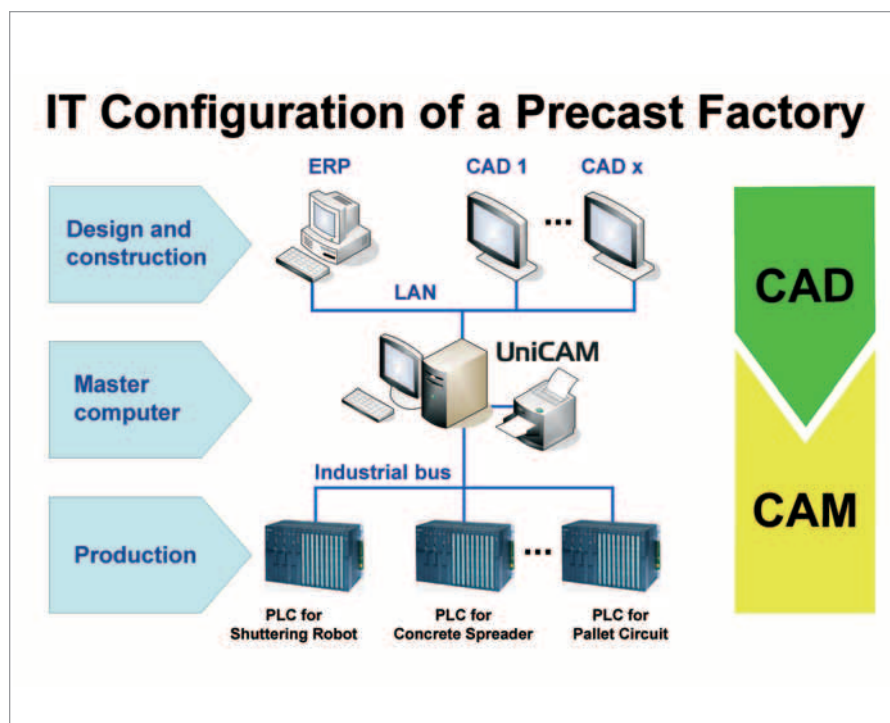 IT Configuration of a Precast Factory
ERP
CAD 1
...
CAD x
Design and
construction
LAN
CAD
UniCAM
Master
computer
Industrial bus
CAM
Production
...
PLC for
Shuttering Robot
PLC for
Concrete Spreader
PLC for
Pallet Circuit